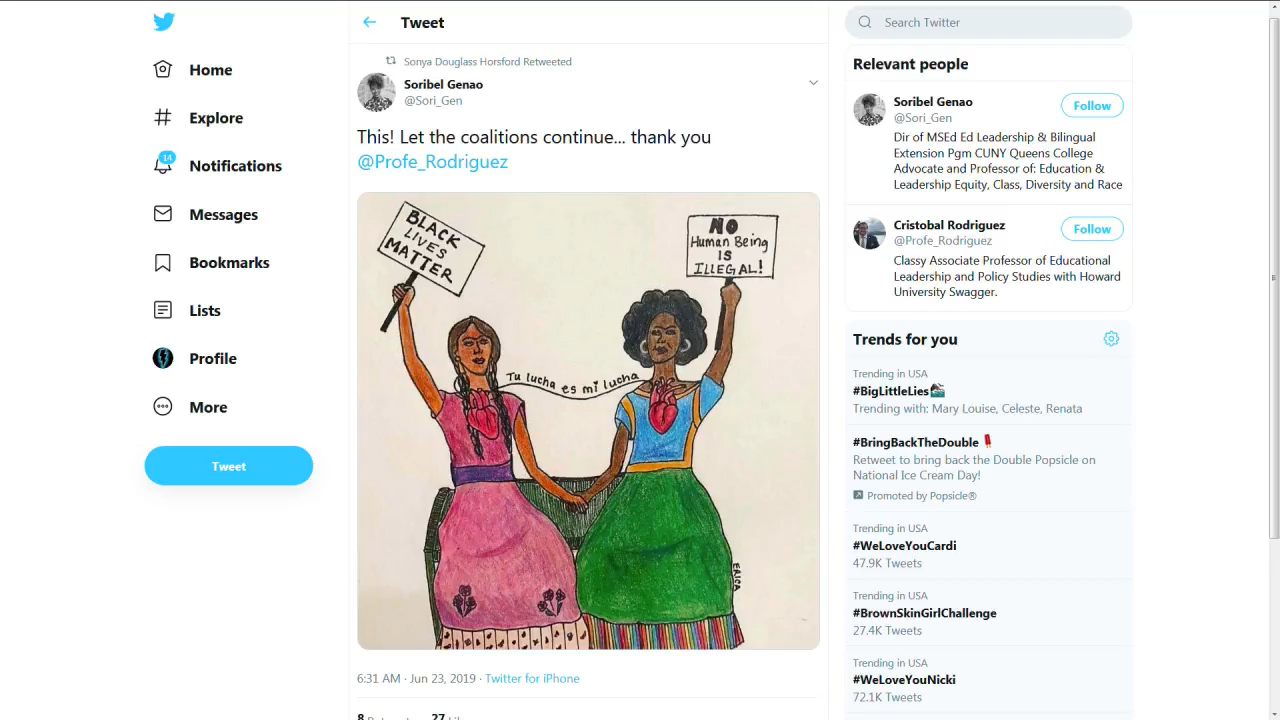 Home
Explore
14
Notifications
Messages
Bookmarks
Lists
Profile
More
Tweet
Tweet
Sonya Douglass Horsford Retweeted
Soribel Genao
@Sori_Gen
This! Let the coalitions continue... thank you
@Profe_Rodriguez
BLACK
LIVES
MATTER
NO
Human Being
IS
ILLEGAL!
Tu lucha es mi lucha
ERICA
6:31 AM · Jun 23, 2019 · Twitter for iPhone
8
27
Search Twitter
Relevant people
Soribel Genao
@Sori_Gen
Follow
Dir of MSEd Ed Leadership & Bilingual
Extension Pgm CUNY Queens College
Advocate and Professor of: Education &
Leadership Equity, Class, Diversity and Race
Cristobal Rodriguez
@Profe_Rodriguez
Follow
Classy Associate Professor of Educational
Leadership and Policy Studies with Howard
University Swagger.
Trends for you
Trending in USA
#BigLittleLies
Trending with: Mary Louise, Celeste, Renata
#BringBackTheDouble
Retweet to bring back the Double Popsicle on
National Ice Cream Day!
Promoted by Popsicle®
Trending in USA
#WeLoveYouCardi
47.9K Tweets
Trending in USA
#BrownSkinGirlChallenge
27.4K Tweets
Trending in USA
#WeLoveYouNicki
72.1K Tweets